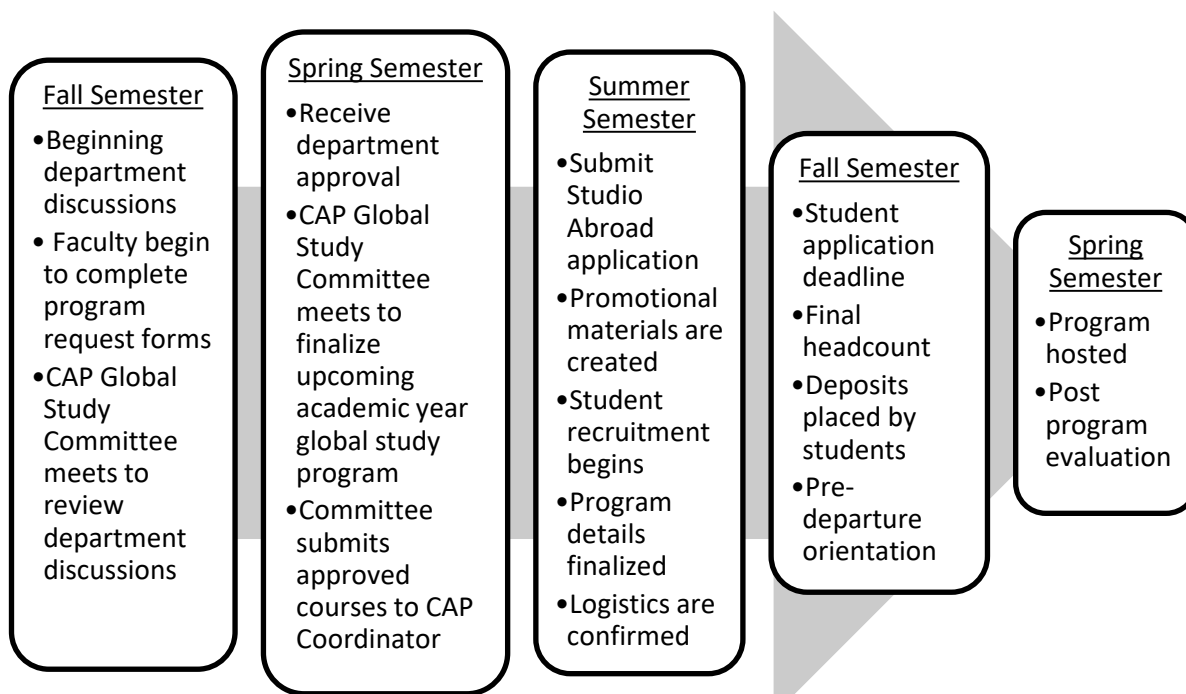 Fall Semester
•Beginning
department
discussions
• Faculty begin
to complete
program
request forms
•CAP Global
Study
Committee
meets to
review
department
discussions
Spring Semester
•Receive
department
approval
•CAP Global
Study
Committee
meets to
finalize
upcoming
academic year
global study
program
•Committee
submits
approved
courses to CAP
Coordinator
Summer
Semester
•Submit
Studio
Abroad
application
•Promotional
materials are
created
•Student
recruitment
begins
•Program
details
finalized
•Logistics are
confirmed
Fall Semester
•Student
application
deadline
•Final
headcount
•Deposits
placed by
students
•Pre-
departure
orientation
Spring
Semester
•Program
hosted
•Post
program
evaluation